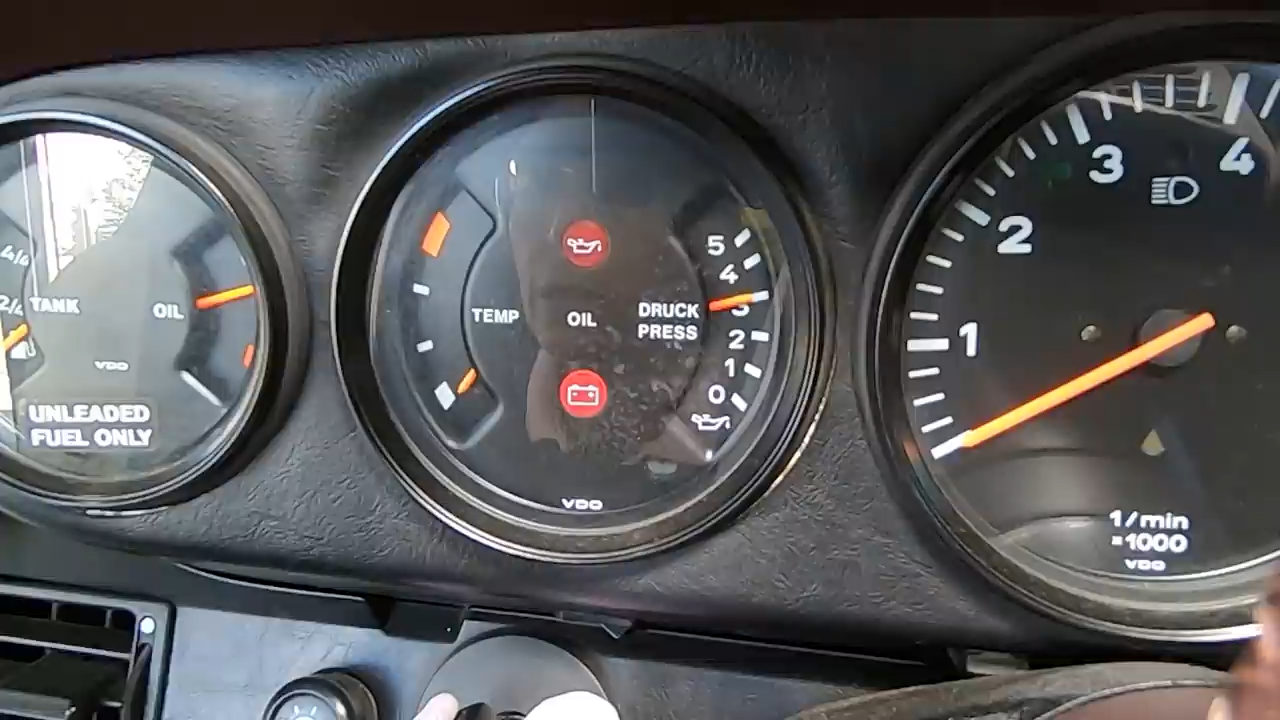 4/4
2/4
TANK
OIL
VDO
UNLEADED
FUEL ONLY
TEMP
OIL
DRUCK
PRESS
5
4
3
2
1
0
VDO
1
2
3
4
1/min
×1000
VDO